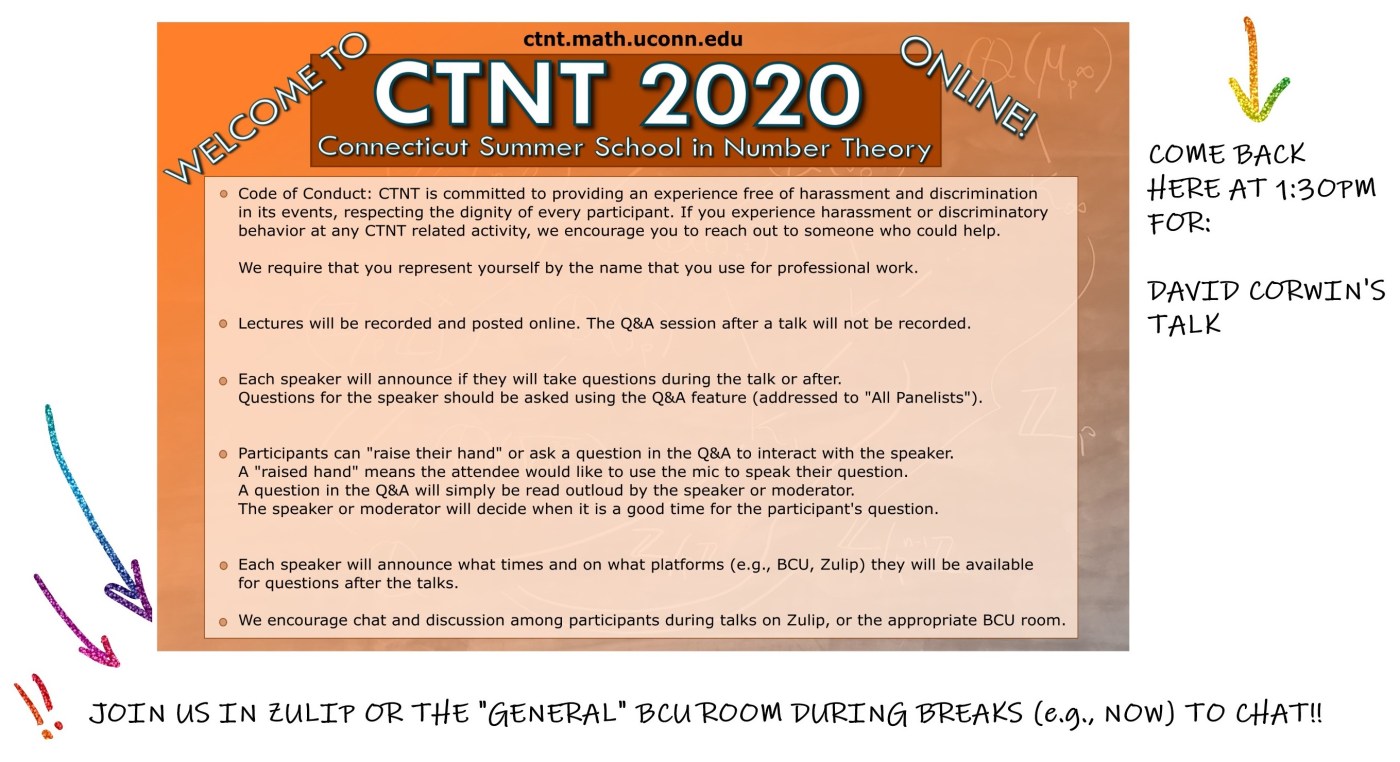 ctnt.math.uconn.edu
WELCOME TO
CTNT 2020
ONLINE!
Connecticut Summer School in Number Theory
Code of Conduct: CTNT is committed to providing an experience free of harassment and discrimination
in its events, respecting the dignity of every participant. If you experience harassment or discriminatory
behavior at any CTNT related activity, we encourage you to reach out to someone who could help.
We require that you represent yourself by the name that you use for professional work.
Lectures will be recorded and posted online. The Q&A session after a talk will not be recorded.
Each speaker will announce if they will take questions during the talk or after.
Questions for the speaker should be asked using the Q&A feature (addressed to "All Panelists").
Participants can "raise their hand" or ask a question in the Q&A to interact with the speaker.
A "raised hand" means the attendee would like to use the mic to speak their question.
A question in the Q&A will simply be read outloud by the speaker or moderator.
The speaker or moderator will decide when it is a good time for the participant's question.
Each speaker will announce what times and on what platforms (e.g., BCU, Zulip) they will be available
for questions after the talks.
We encourage chat and discussion among participants during talks on Zulip, or the appropriate BCU room.
COME BACK
HERE AT 1:30PM
FOR:
DAVID CORWIN'S
TALK
!! JOIN US IN ZULIP OR THE "GENERAL" BCU ROOM DURING BREAKS (e.g., NOW) TO CHAT!!